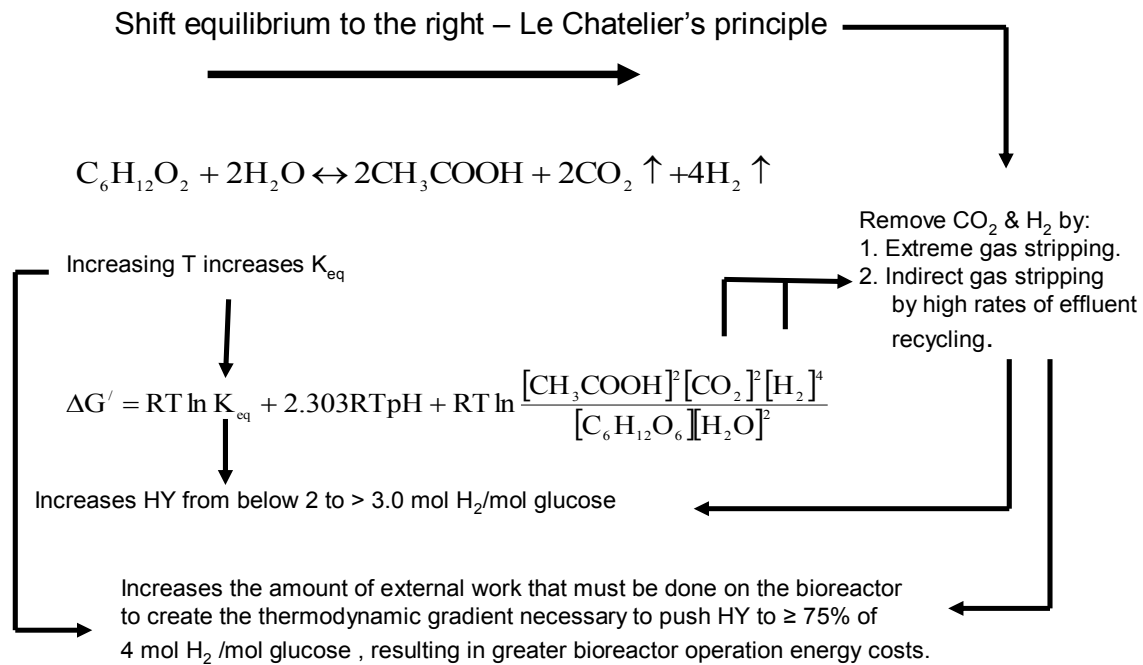 Shift equilibrium to the right – Le Chatelier's principle
C₆H₁₂O₂ + 2H₂O ↔ 2CH₃COOH + 2CO₂ ↑ +4H₂ ↑
Remove CO₂ & H₂ by:
1. Extreme gas stripping.
2. Indirect gas stripping
by high rates of effluent
recycling.
Increasing T increases K_eq
ΔG′ = RT ln K_eq + 2.303RTpH + RT ln [CH₃COOH]²[CO₂]²[H₂]⁴ / [C₆H₁₂O₆][H₂O]²
Increases HY from below 2 to > 3.0 mol H₂/mol glucose
Increases the amount of external work that must be done on the bioreactor
to create the thermodynamic gradient necessary to push HY to ≥ 75% of
4 mol H₂ /mol glucose , resulting in greater bioreactor operation energy costs.